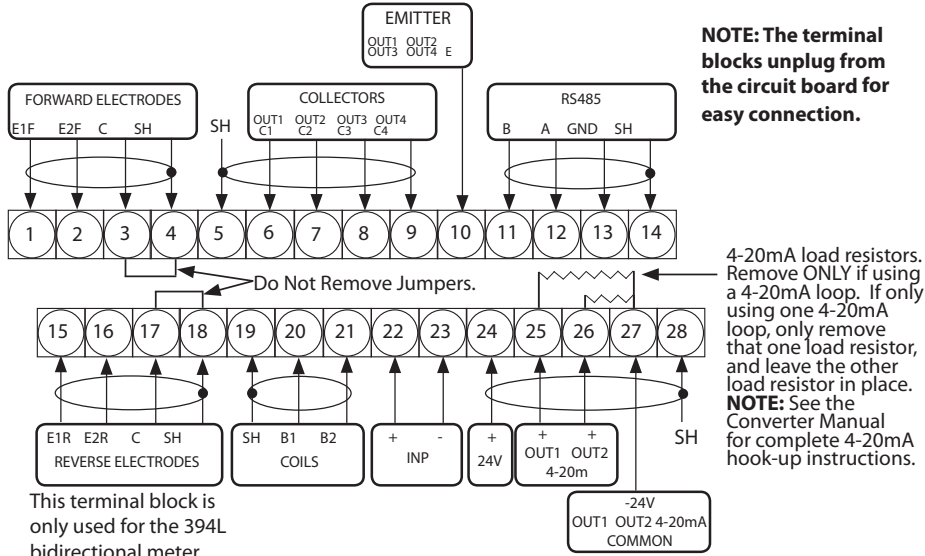 EMITTER
OUT1 OUT2
OUT3 OUT4 E
NOTE: The terminal
blocks unplug from
the circuit board for
easy connection.
FORWARD ELECTRODES
E1F E2F C SH
SH
COLLECTORS
OUT1 OUT2 OUT3 OUT4
C1 C2 C3 C4
RS485
B A GND SH
1 2 3 4 5 6 7 8 9 10 11 12 13 14
Do Not Remove Jumpers.
4-20mA load resistors.
Remove ONLY if using
a 4-20mA loop. If only
using one 4-20mA
loop, only remove
that one load resistor,
and leave the other
load resistor in place.
NOTE: See the
Converter Manual
for complete 4-20mA
hook-up instructions.
15 16 17 18 19 20 21 22 23 24 25 26 27 28
E1R E2R C SH
REVERSE ELECTRODES
SH B1 B2
COILS
+ -
INP
+
24V
+ +
OUT1 OUT2
4-20m
SH
-24V
OUT1 OUT2 4-20mA
COMMON
This terminal block is
only used for the 394L
bidirectional meter